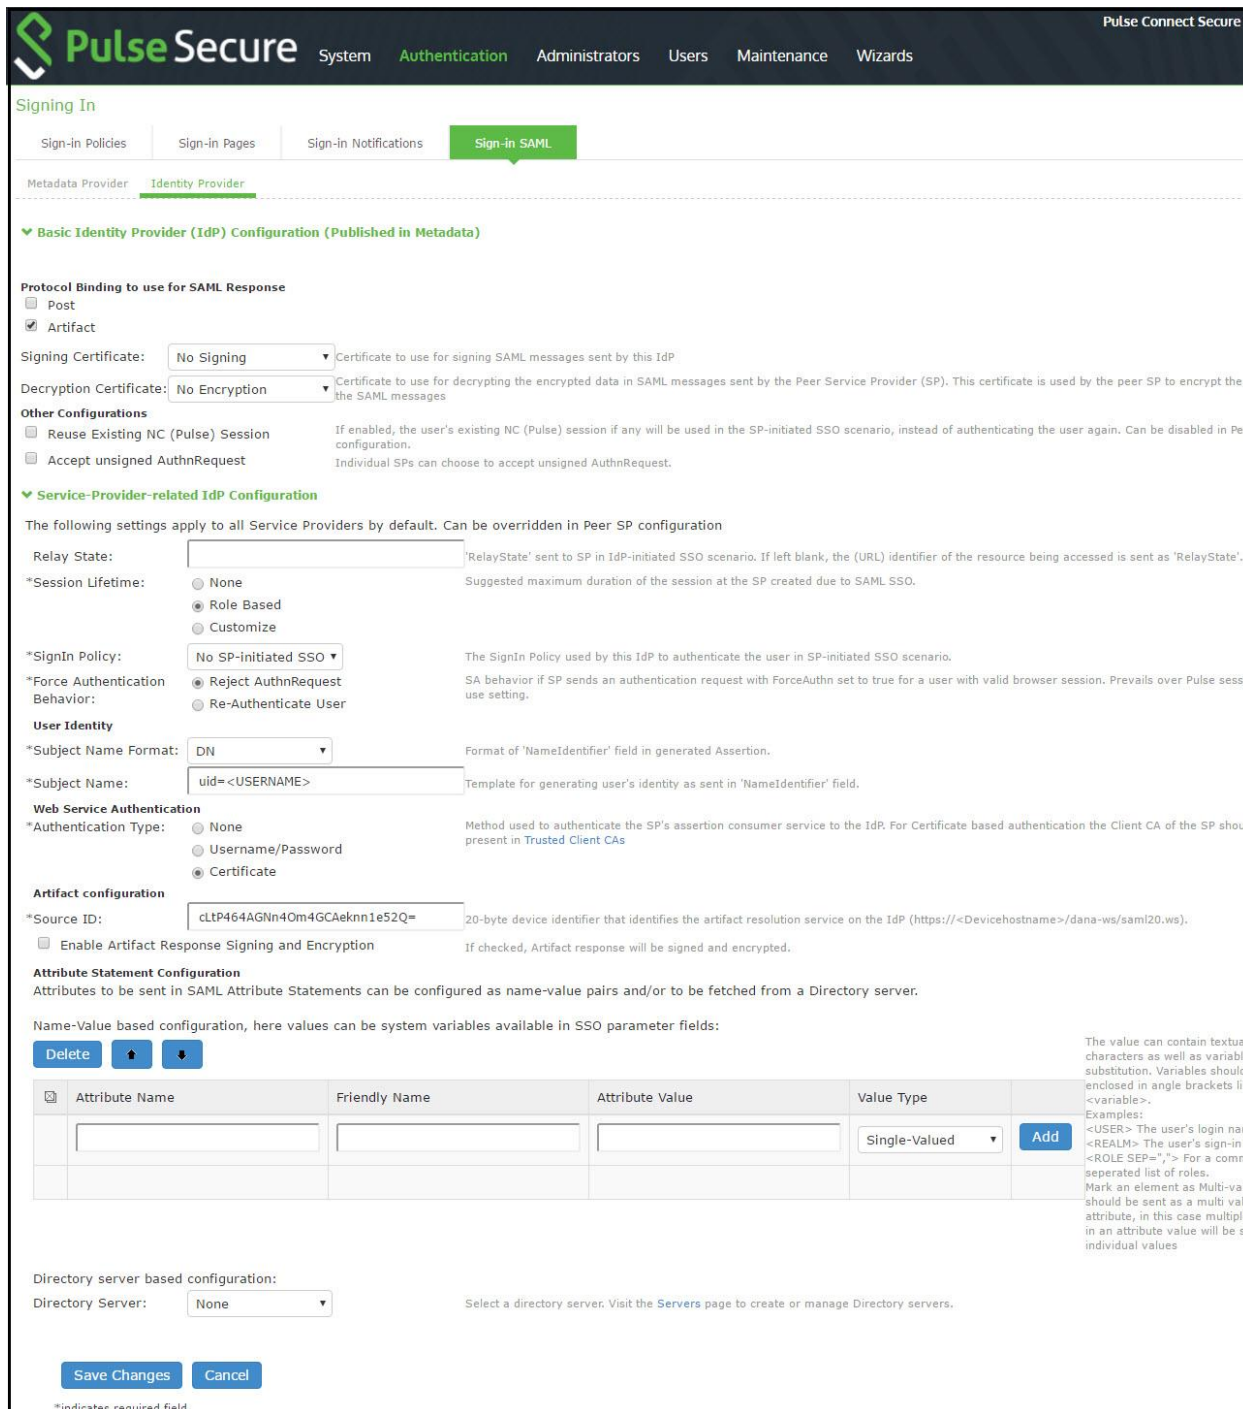 Pulse Connect Secure
Pulse Secure System Authentication Administrators Users Maintenance Wizards
Signing In
Sign-in Policies Sign-in Pages Sign-in Notifications Sign-in SAML
Metadata Provider Identity Provider
Basic Identity Provider (IdP) Configuration (Published in Metadata)
Protocol Binding to use for SAML Response
Post
Artifact
Signing Certificate: No Signing Certificate to use for signing SAML messages sent by this IdP
Decryption Certificate: No Encryption Certificate to use for decrypting the encrypted data in SAML messages sent by the Peer Service Provider (SP). This certificate is used by the peer SP to encrypt the
the SAML messages
Other Configurations
Reuse Existing NC (Pulse) Session If enabled, the user's existing NC (Pulse) session if any will be used in the SP-initiated SSO scenario, instead of authenticating the user again. Can be disabled in Pe
configuration.
Accept unsigned AuthnRequest Individual SPs can choose to accept unsigned AuthnRequest.
Service-Provider-related IdP Configuration
The following settings apply to all Service Providers by default. Can be overridden in Peer SP configuration
Relay State: 'RelayState' sent to SP in IdP-initiated SSO scenario. If left blank, the (URL) identifier of the resource being accessed is sent as 'RelayState'.
*Session Lifetime: None Suggested maximum duration of the session at the SP created due to SAML SSO.
Role Based
Customize
*SignIn Policy: No SP-initiated SSO The SignIn Policy used by this IdP to authenticate the user in SP-initiated SSO scenario.
*Force Authentication Reject AuthnRequest SA behavior if SP sends an authentication request with ForceAuthn set to true for a user with valid browser session. Prevails over Pulse sess
Behavior: Re-Authenticate User use setting.
User Identity
*Subject Name Format: DN Format of 'NameIdentifier' field in generated Assertion.
*Subject Name: uid=<USERNAME> Template for generating user's identity as sent in 'NameIdentifier' field.
Web Service Authentication
*Authentication Type: None Method used to authenticate the SP's assertion consumer service to the IdP. For Certificate based authentication the Client CA of the SP shou
Username/Password present in Trusted Client CAs
Certificate
Artifact configuration
*Source ID: cLtP464AGNn4Om4GCAeknn1e52Q= 20-byte device identifier that identifies the artifact resolution service on the IdP (https://<Devicehostname>/dana-ws/saml20.ws).
Enable Artifact Response Signing and Encryption If checked, Artifact response will be signed and encrypted.
Attribute Statement Configuration
Attributes to be sent in SAML Attribute Statements can be configured as name-value pairs and/or to be fetched from a Directory server.
Name-Value based configuration, here values can be system variables available in SSO parameter fields:
Delete
Attribute Name Friendly Name Attribute Value Value Type
Single-Valued Add
The value can contain textua
characters as well as variabl
substitution. Variables should
enclosed in angle brackets li
<variable>.
Examples:
<USER> The user's login nar
<REALM> The user's sign-in
<ROLE SEP=","> For a comm
seperated list of roles.
Mark an element as Multi-va
should be sent as a multi val
attribute, in this case multipl
in an attribute value will be s
individual values
Directory server based configuration:
Directory Server: None Select a directory server. Visit the Servers page to create or manage Directory servers.
Save Changes Cancel
*indicates required field